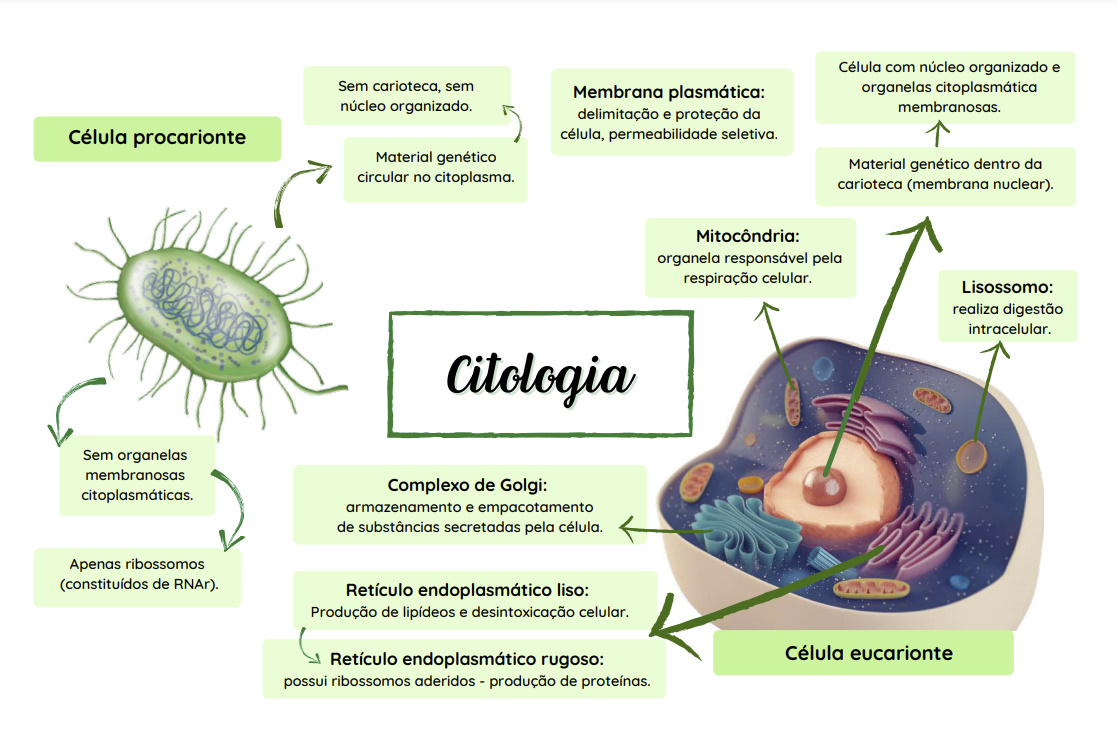 Célula procarionte
Sem carioteca, sem
núcleo organizado.
Material genético
circular no citoplasma.
Membrana plasmática:
delimitação e proteção da
célula, permeabilidade seletiva.
Célula com núcleo organizado e
organelas citoplasmática
membranosas.
Material genético dentro da
carioteca (membrana nuclear).
Mitocôndria:
organela responsável pela
respiração celular.
Lisossomo:
realiza digestão
intracelular.
Citologia
Sem organelas
membranosas
citoplasmáticas.
Apenas ribossomos
(constituídos de RNAr).
Complexo de Golgi:
armazenamento e empacotamento
de substâncias secretadas pela célula.
Retículo endoplasmático liso:
Produção de lipídeos e desintoxicação celular.
Retículo endoplasmático rugoso:
possui ribossomos aderidos - produção de proteínas.
Célula eucarionte